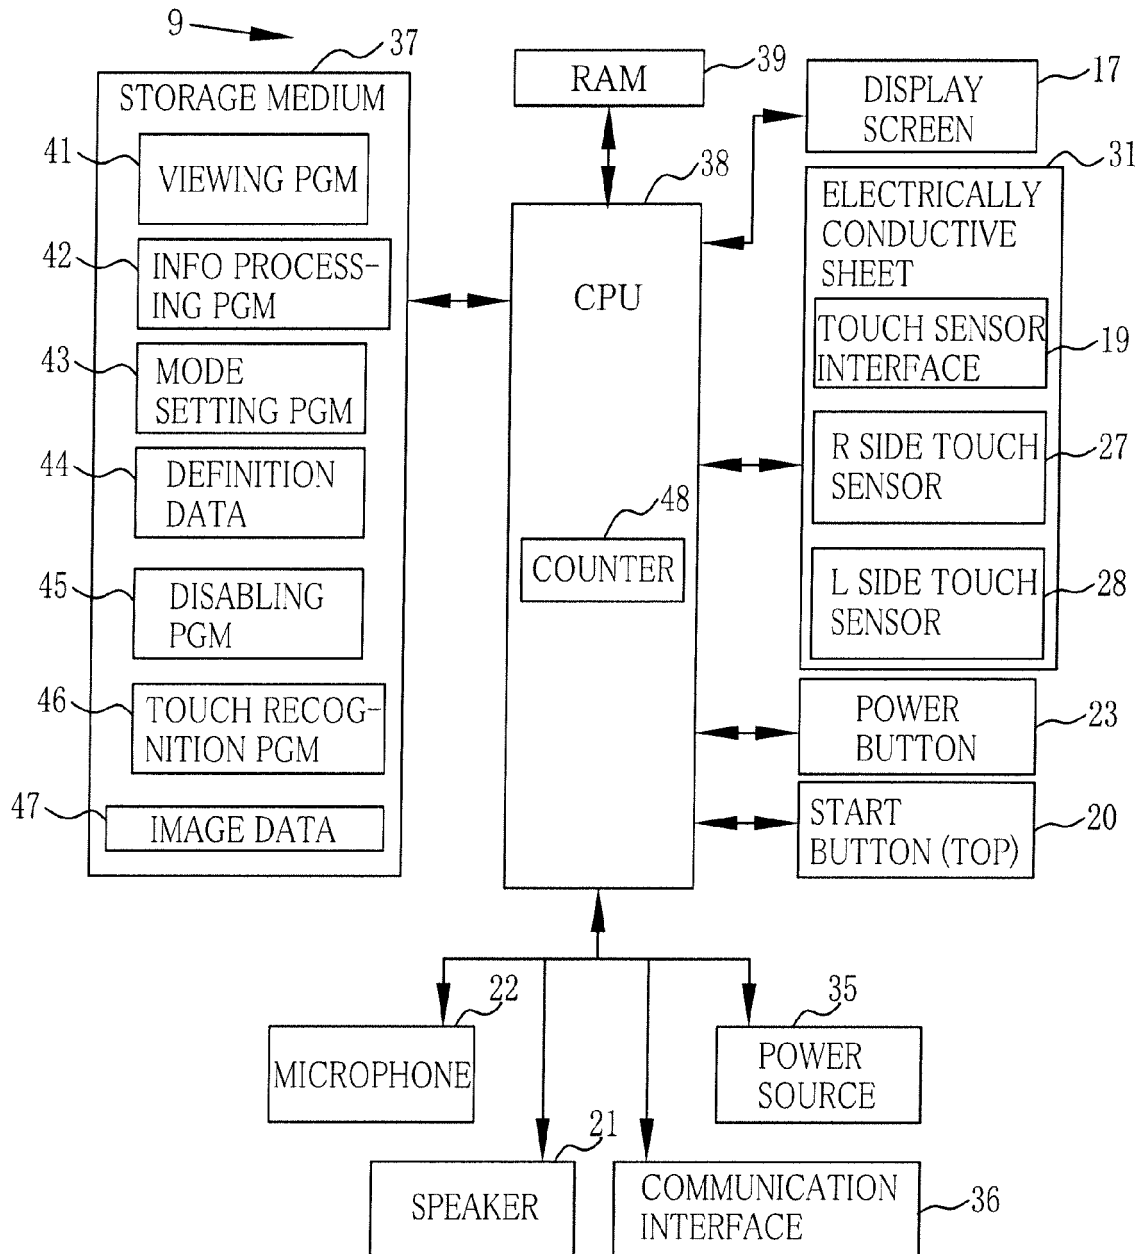 9
37
STORAGE MEDIUM
41
VIEWING PGM
42
INFO PROCESS-
ING PGM
43
MODE
SETTING PGM
44
DEFINITION
DATA
45
DISABLING
PGM
46
TOUCH RECOG-
NITION PGM
47
IMAGE DATA
RAM
39
38
CPU
48
COUNTER
DISPLAY
SCREEN
17
31
ELECTRICALLY
CONDUCTIVE
SHEET
TOUCH SENSOR
INTERFACE
19
R SIDE TOUCH
SENSOR
27
L SIDE TOUCH
SENSOR
28
POWER
BUTTON
23
START
BUTTON (TOP)
20
22
MICROPHONE
21
SPEAKER
35
POWER
SOURCE
COMMUNICATION
INTERFACE
36